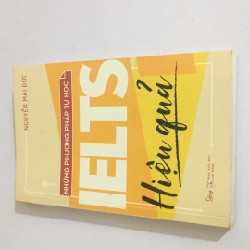 NGUYỄN MAI ĐỨC
NHỮNG PHƯƠNG PHÁP TỰ HỌC
IELTS
Hiệu quả